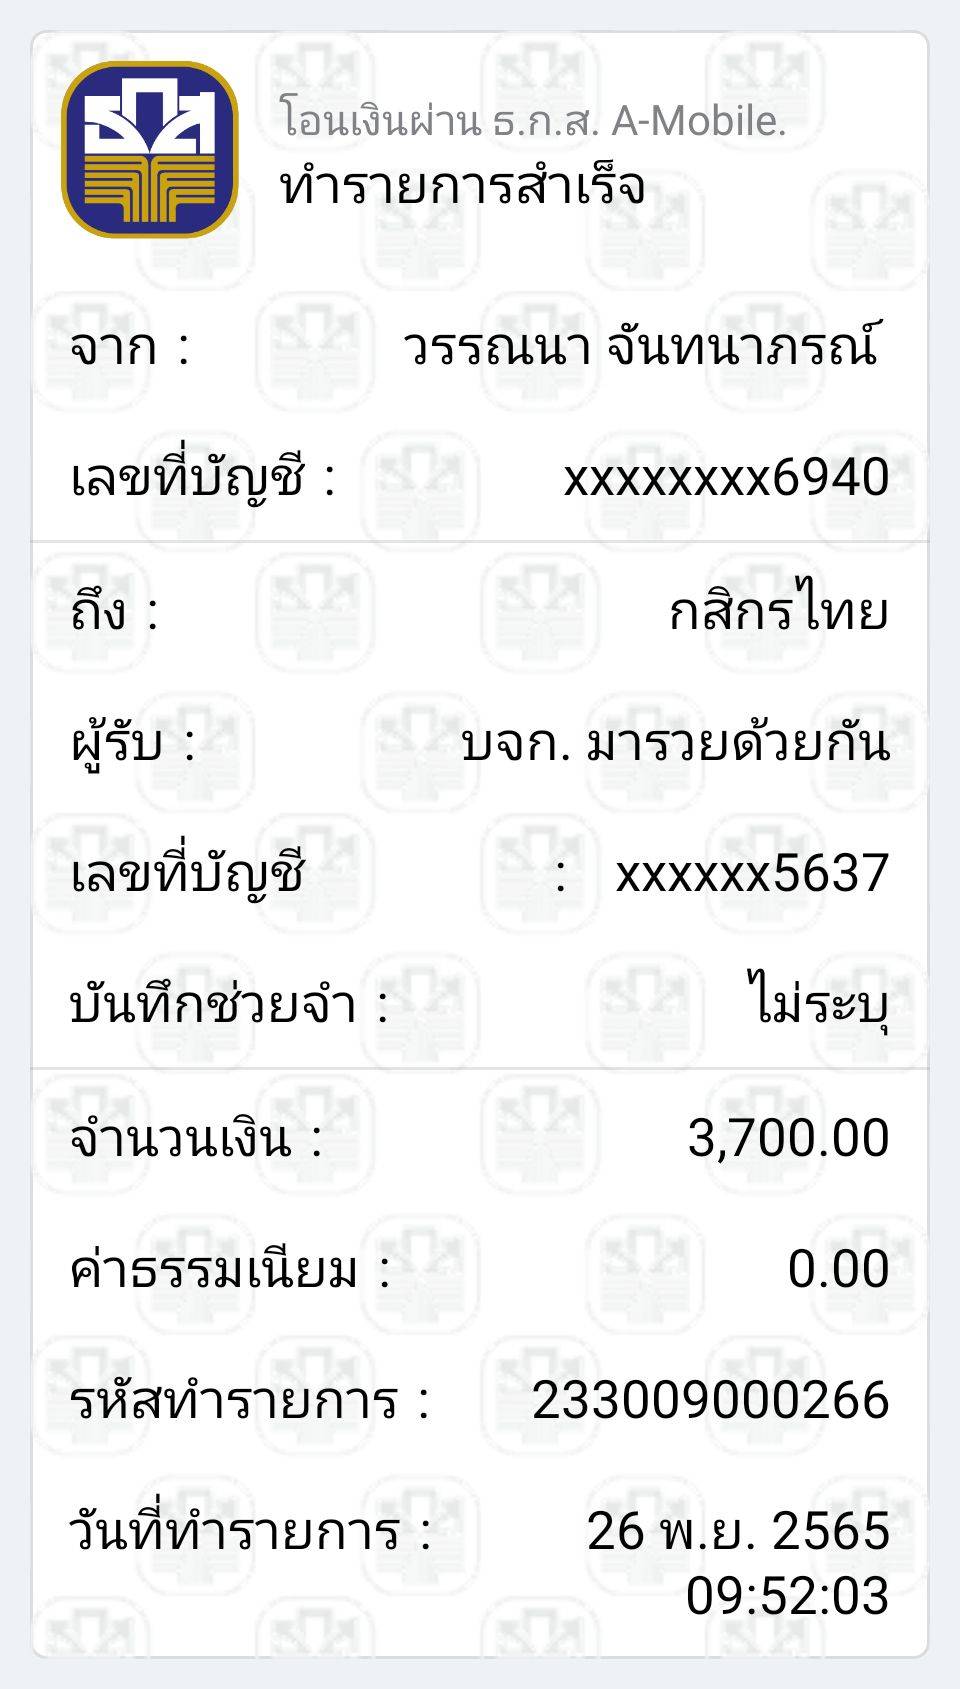 โอนเงินผ่าน ธ.ก.ส. A-Mobile.
ทำรายการสำเร็จ
จาก : วรรณนา จันทนาภรณ์
เลขที่บัญชี : xxxxxxxx6940
ถึง : กสิกรไทย
ผู้รับ : บจก. มารวยด้วยกัน
เลขที่บัญชี : xxxxxx5637
บันทึกช่วยจำ : ไม่ระบุ
จำนวนเงิน : 3,700.00
ค่าธรรมเนียม : 0.00
รหัสทำรายการ : 233009000266
วันที่ทำรายการ : 26 พ.ย. 2565
09:52:03